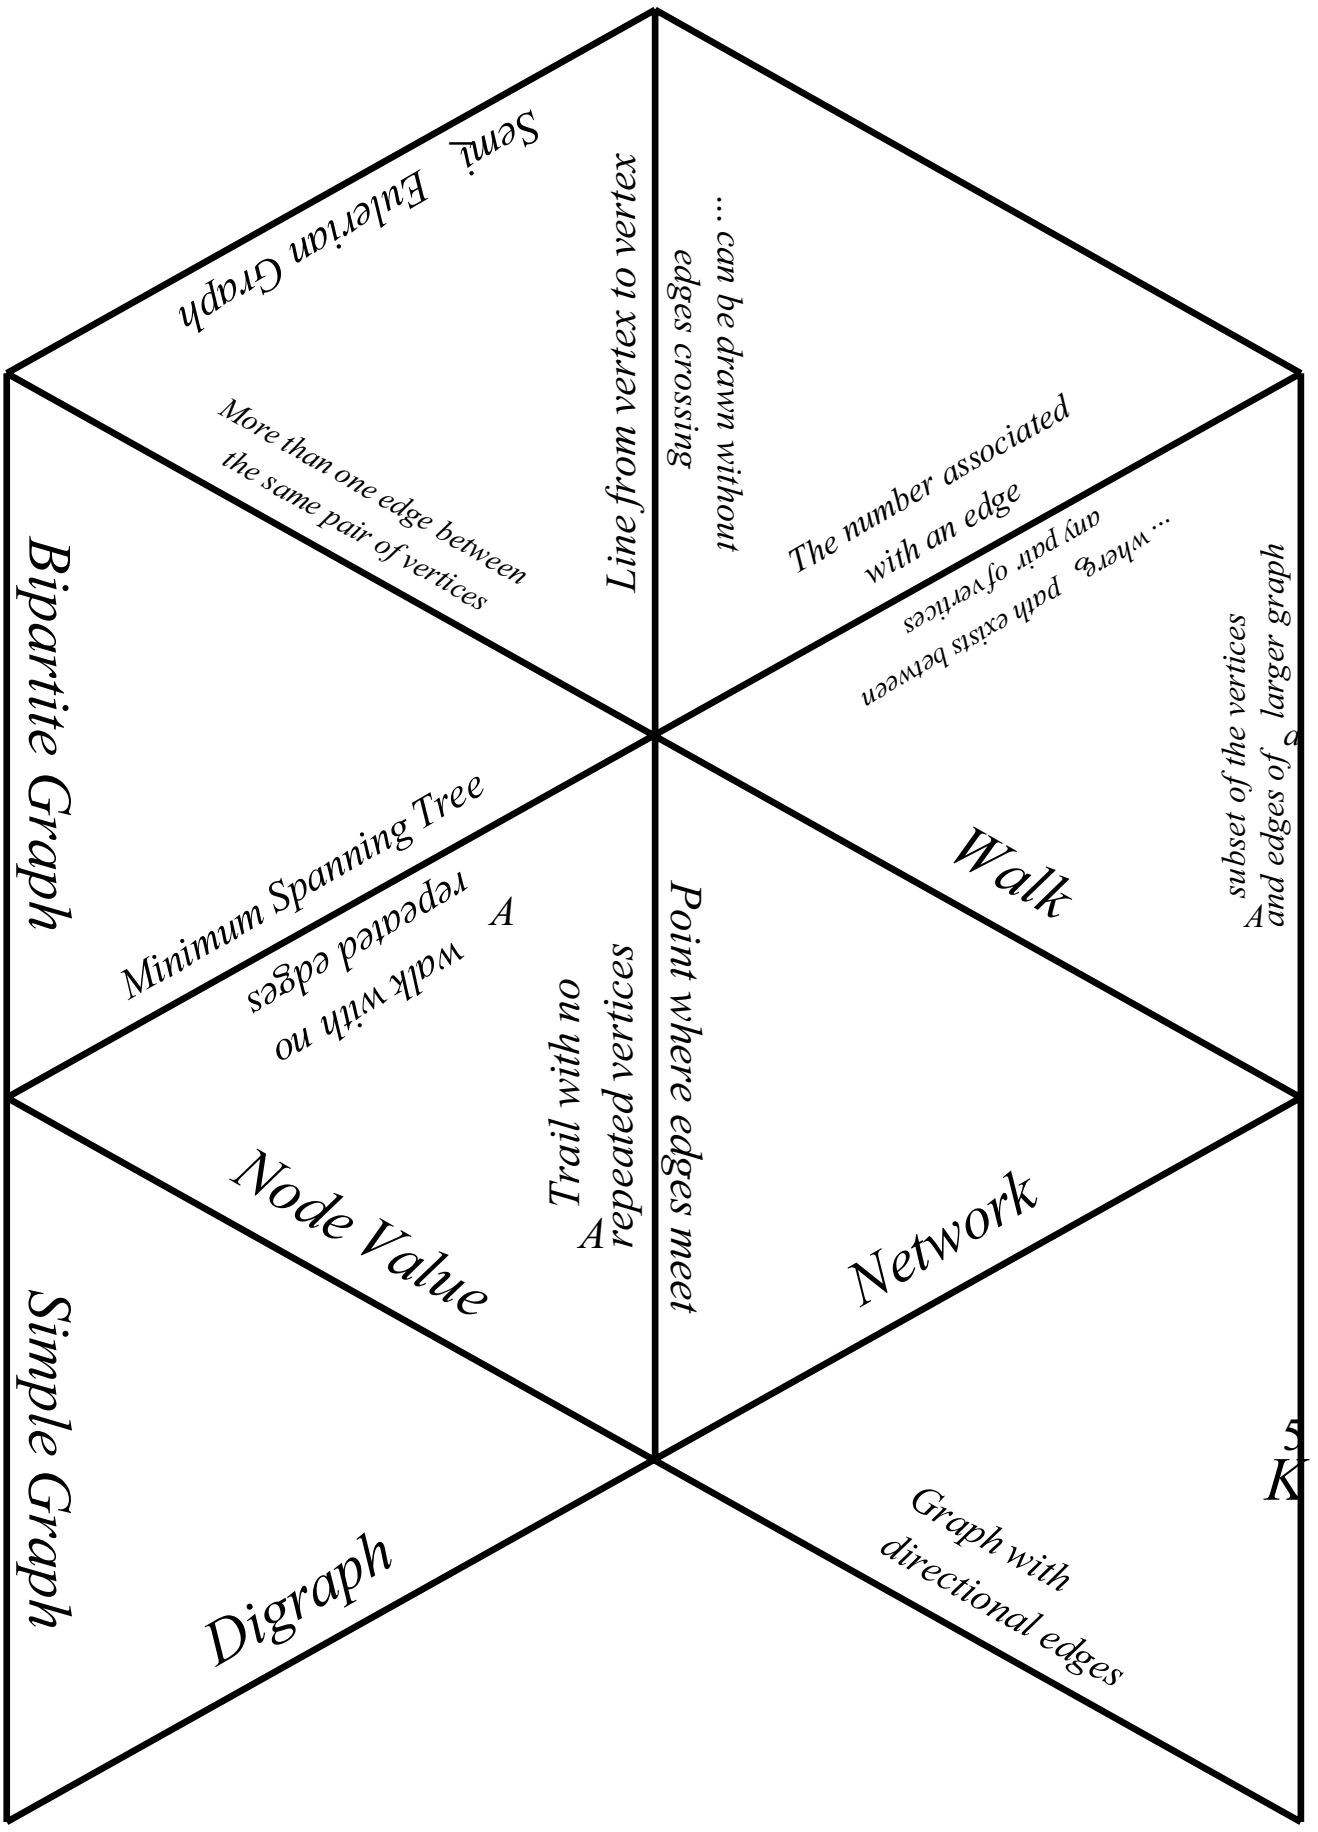 Semi-Eulerian Graph
Line from vertex to vertex
More than one edge between
the same pair of vertices
... can be drawn without
edges crossing
The number associated
with an edge
...where a path exists between
any pair of vertices
A subset of the vertices
and edges of a larger graph
Walk
Bipartite Graph
Minimum Spanning Tree
A walk with no
repeated edges
A Trail with no
repeated vertices
Node Value
Point where edges meet
Network
Simple Graph
Digraph
K5
Graph with
directional edges